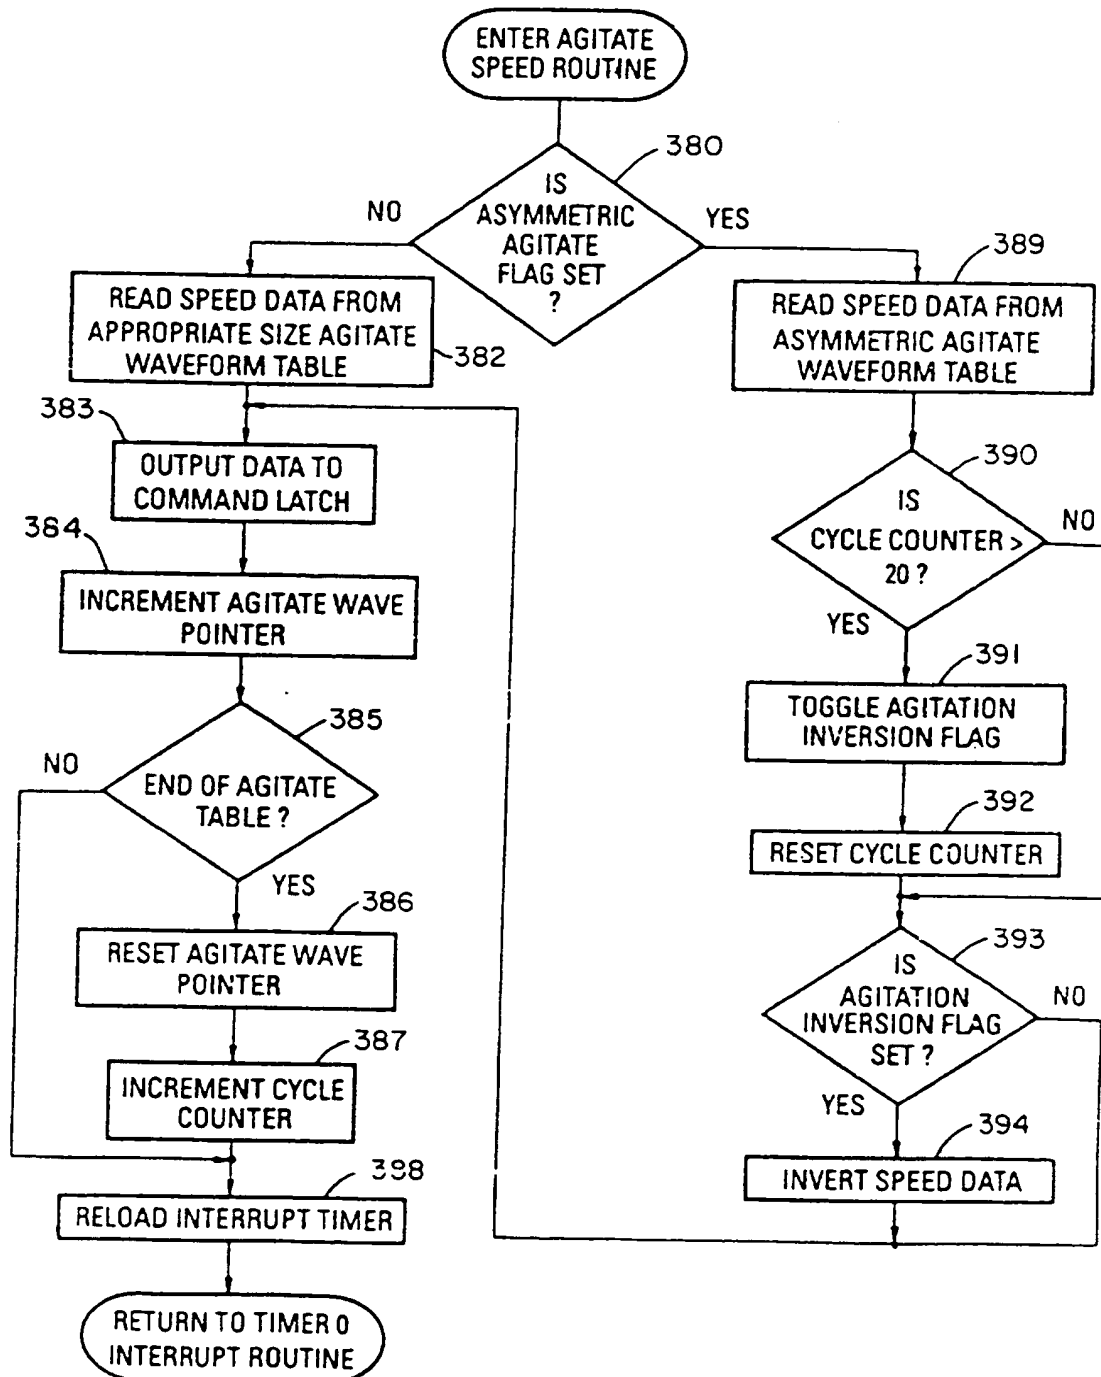 ENTER AGITATE
SPEED ROUTINE
380
IS
ASYMMETRIC
AGITATE
FLAG SET
?
NO
YES
READ SPEED DATA FROM
APPROPRIATE SIZE AGITATE
WAVEFORM TABLE
382
383
OUTPUT DATA TO
COMMAND LATCH
384
INCREMENT AGITATE WAVE
POINTER
385
END OF AGITATE
TABLE ?
NO
YES
386
RESET AGITATE WAVE
POINTER
387
INCREMENT CYCLE
COUNTER
398
RELOAD INTERRUPT TIMER
RETURN TO TIMER 0
INTERRUPT ROUTINE
389
READ SPEED DATA FROM
ASYMMETRIC AGITATE
WAVEFORM TABLE
390
IS
CYCLE COUNTER >
20 ?
NO
YES
391
TOGGLE AGITATION
INVERSION FLAG
392
RESET CYCLE COUNTER
393
IS
AGITATION
INVERSION FLAG
SET ?
NO
YES
394
INVERT SPEED DATA